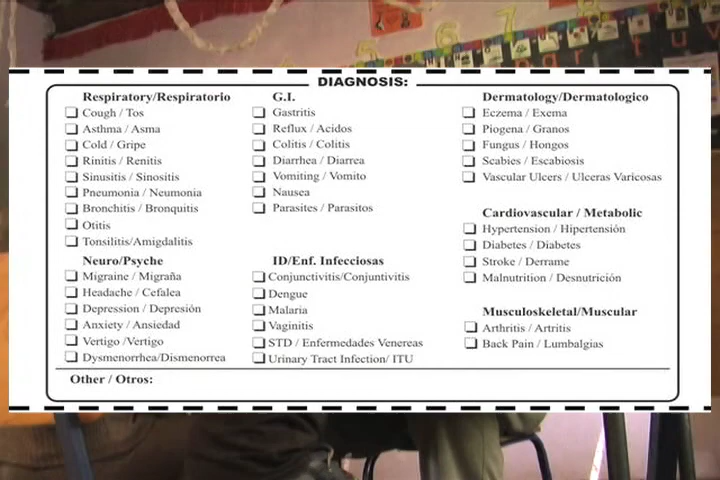 DIAGNOSIS:
Respiratory/Respiratorio
Cough / Tos
Asthma / Asma
Cold / Gripe
Rinitis / Renitis
Sinusitis / Sinositis
Pneumonia / Neumonia
Bronchitis / Bronquitis
Otitis
Tonsilitis/Amigdalitis
Neuro/Psyche
Migraine / Migraña
Headache / Cefalea
Depression / Depresión
Anxiety / Ansiedad
Vertigo /Vertigo
Dysmenorrhea/Dismenorrea
G.I.
Gastritis
Reflux / Acidos
Colitis / Colitis
Diarrhea / Diarrea
Vomiting / Vomito
Nausea
Parasites / Parasitos
ID/Enf. Infecciosas
Conjunctivitis/Conjuntivitis
Dengue
Malaria
Vaginitis
STD / Enfermedades Venereas
Urinary Tract Infection/ ITU
Dermatology/Dermatologico
Eczema / Exema
Piogena / Granos
Fungus / Hongos
Scabies / Escabiosis
Vascular Ulcers / Ulceras Varicosas
Cardiovascular / Metabolic
Hypertension / Hipertensión
Diabetes / Diabetes
Stroke / Derrame
Malnutrition / Desnutrición
Musculoskeletal/Muscular
Arthritis / Artritis
Back Pain / Lumbalgias
Other / Otros: